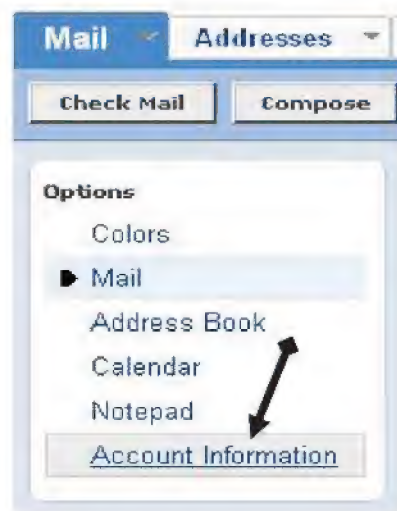 Mail Addresses
Check Mail Compose
Options
Colors
Mail
Address Book
Calendar
Notepad
Account Information